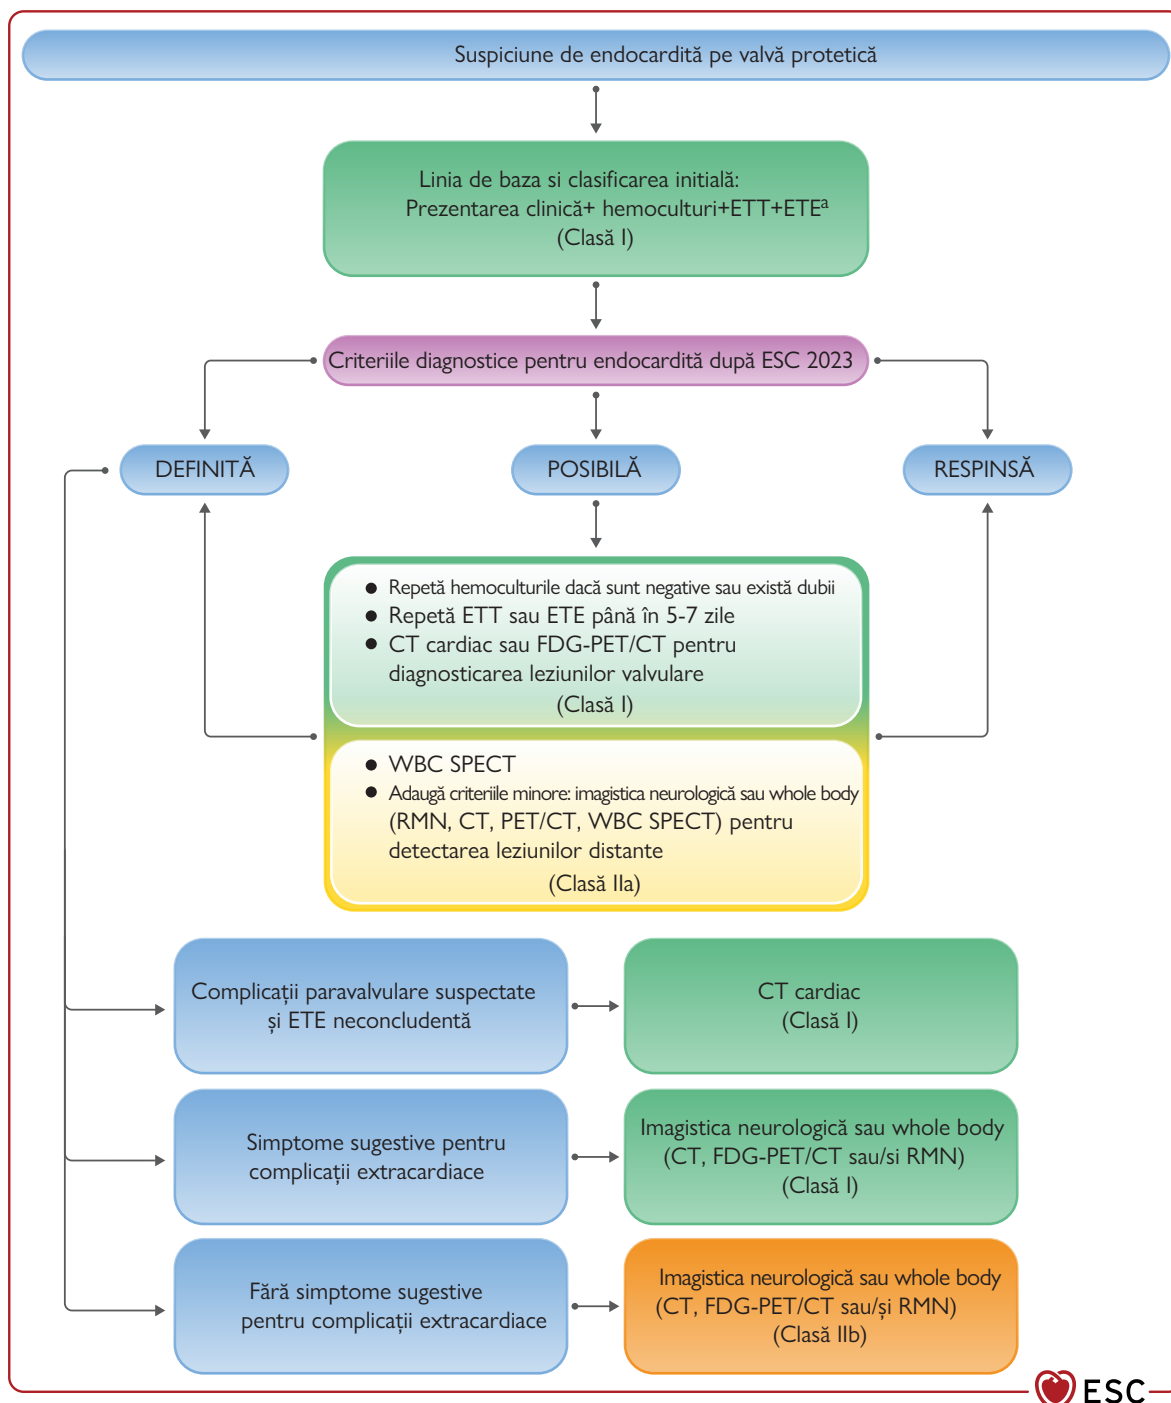 Suspiciune de endocardită pe valvă protetică
Linia de baza si clasificarea initială:
Prezentarea clinică+ hemoculturi+ETT+ETEª
(Clasă I)
Criteriile diagnostice pentru endocardită după ESC 2023
DEFINITĂ
POSIBILĂ
RESPINSĂ
● Repetă hemoculturile dacă sunt negative sau există dubii
● Repetă ETT sau ETE până în 5-7 zile
● CT cardiac sau FDG-PET/CT pentru
diagnosticarea leziunilor valvulare
(Clasă I)
● WBC SPECT
● Adaugă criteriile minore: imagistica neurologică sau whole body
(RMN, CT, PET/CT, WBC SPECT) pentru
detectarea leziunilor distante
(Clasă IIa)
Complicații paravalvulare suspectate
și ETE neconcludentă
CT cardiac
(Clasă I)
Simptome sugestive pentru
complicații extracardiace
Imagistica neurologică sau whole body
(CT, FDG-PET/CT sau/si RMN)
(Clasă I)
Fără simptome sugestive
pentru complicații extracardiace
Imagistica neurologică sau whole body
(CT, FDG-PET/CT sau/și RMN)
(Clasă IIb)
ESC